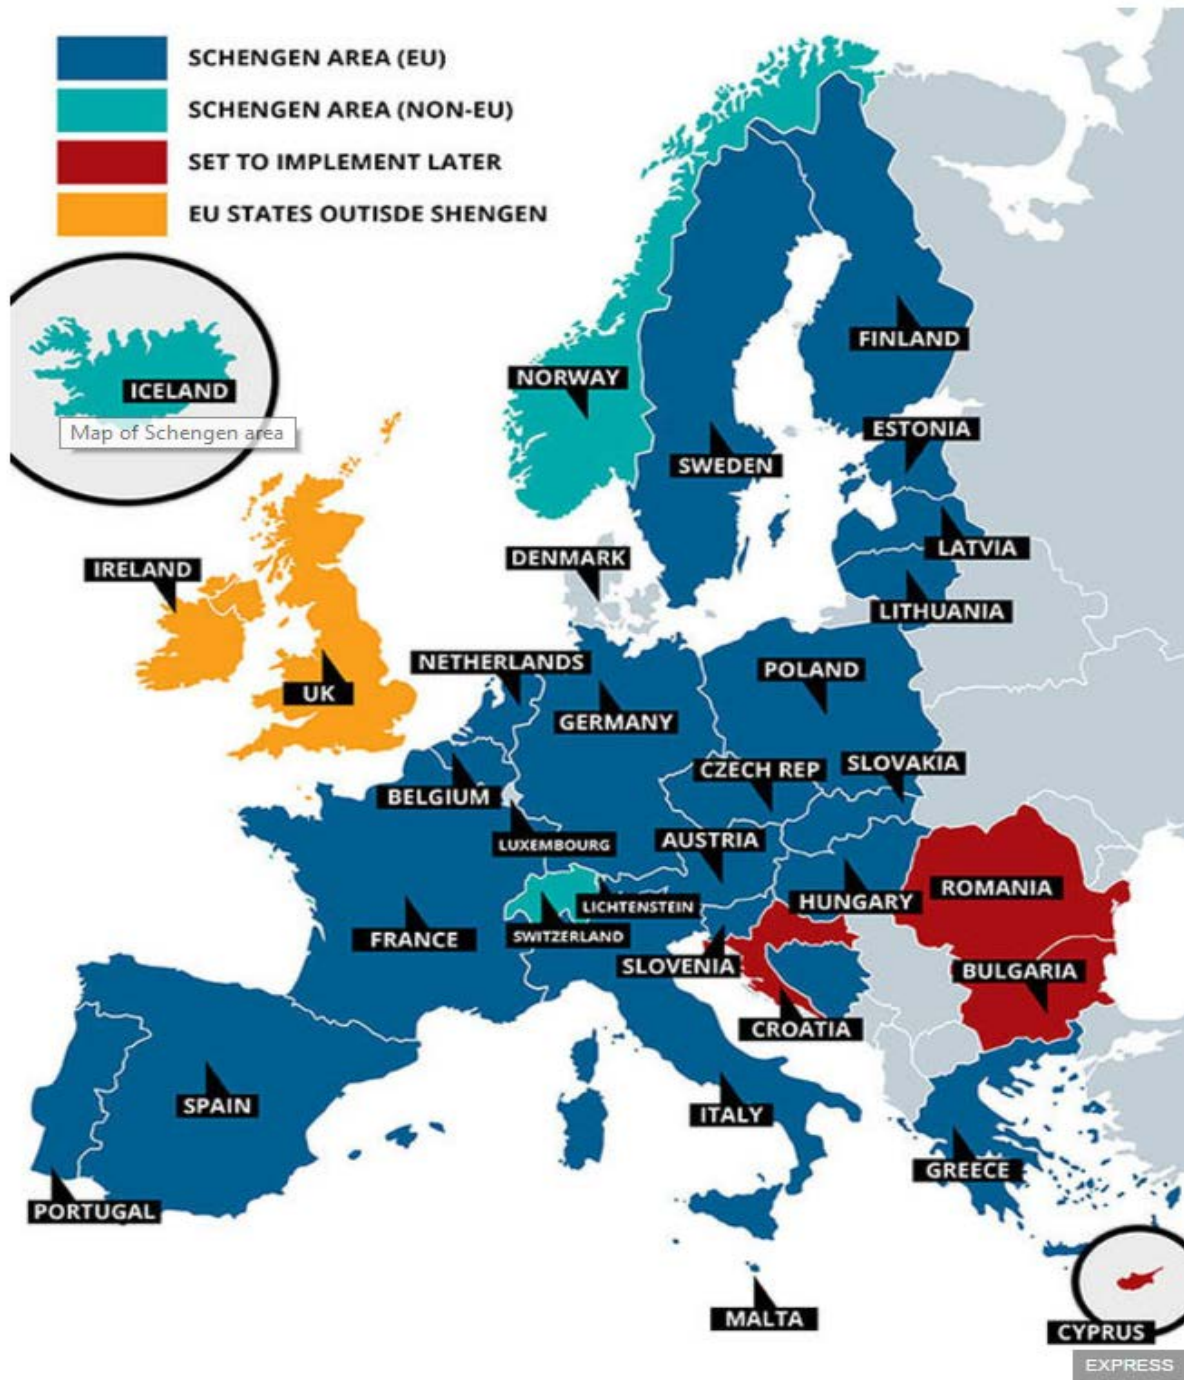 SCHENGEN AREA (EU)
SCHENGEN AREA (NON-EU)
SET TO IMPLEMENT LATER
EU STATES OUTISDE SHENGEN
ICELAND
Map of Schengen area
NORWAY
FINLAND
ESTONIA
SWEDEN
LATVIA
DENMARK
IRELAND
LITHUANIA
NETHERLANDS
POLAND
UK
GERMANY
CZECH REP
SLOVAKIA
BELGIUM
LUXEMBOURG
AUSTRIA
ROMANIA
HUNGARY
LICHTENSTEIN
SWITZERLAND
FRANCE
SLOVENIA
BULGARIA
CROATIA
SPAIN
ITALY
GREECE
PORTUGAL
MALTA
CYPRUS
EXPRESS